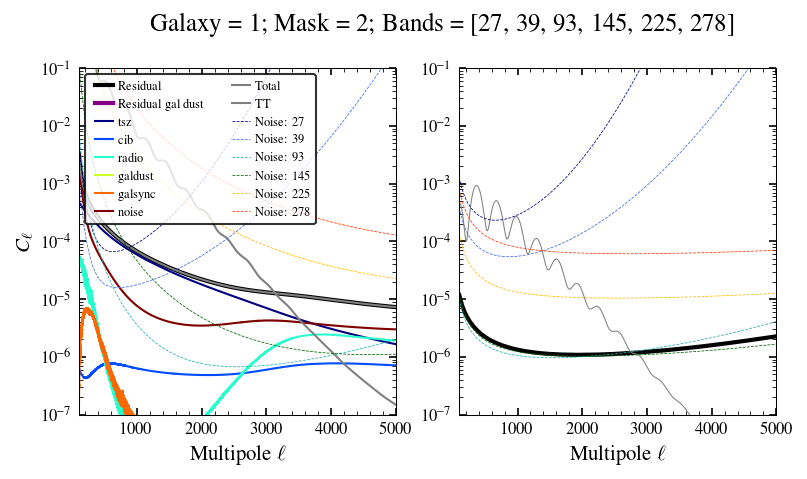 Galaxy = 1; Mask = 2; Bands = [27, 39, 93, 145, 225, 278]
10⁻¹
10⁻²
10⁻³
10⁻⁴
10⁻⁵
10⁻⁶
10⁻⁷
C_ℓ
Residual
Residual gal dust
tsz
cib
radio
galdust
galsync
noise
Total
TT
Noise: 27
Noise: 39
Noise: 93
Noise: 145
Noise: 225
Noise: 278
1000 2000 3000 4000 5000
Multipole ℓ
10⁻¹
10⁻²
10⁻³
10⁻⁴
10⁻⁵
10⁻⁶
10⁻⁷
1000 2000 3000 4000 5000
Multipole ℓ